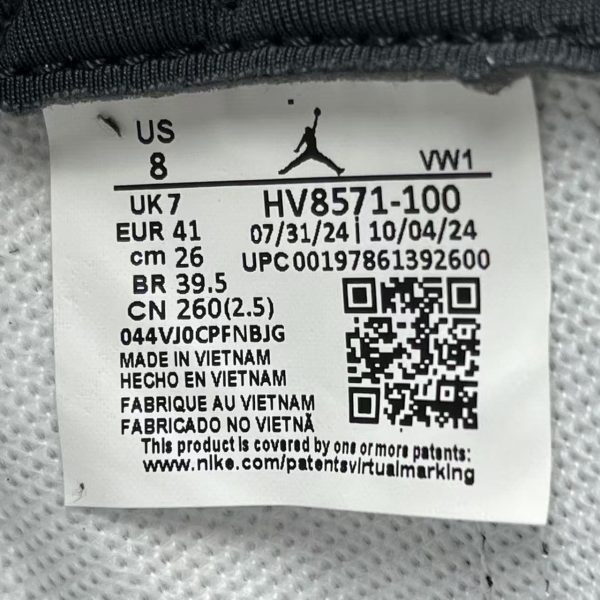 US
8
VW1
UK 7
HV8571-100
EUR 41
07/31/24 | 10/04/24
cm 26
UPC00197861392600
BR 39.5
CN 260(2.5)
044VJ0CPFNBJG
MADE IN VIETNAM
HECHO EN VIETNAM
FABRIQUE AU VIETNAM
FABRICADO NO VIETNÃ
This product is covered by one or more patents:
www.nike.com/patentsvirtualmarking